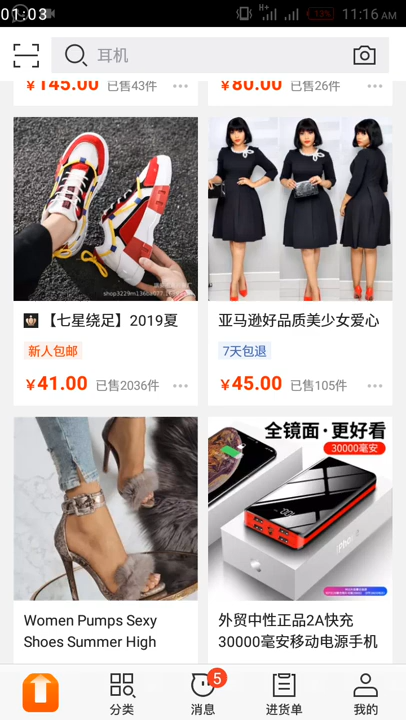 01:03
H+
12%
11:16 AM
耳机
¥145.00 已售43件
¥80.00 已售26件
shop3229m136ba977.1
【七星绕足】2019夏
新人包邮
¥41.00 已售2036件
亚马逊好品质美少女爱心
7天包退
¥45.00 已售105件
Women Pumps Sexy
Shoes Summer High
全镜面·更好看
30000毫安
外贸中性正品2A快充
30000毫安移动电源手机
分类
5
消息
进货单
我的